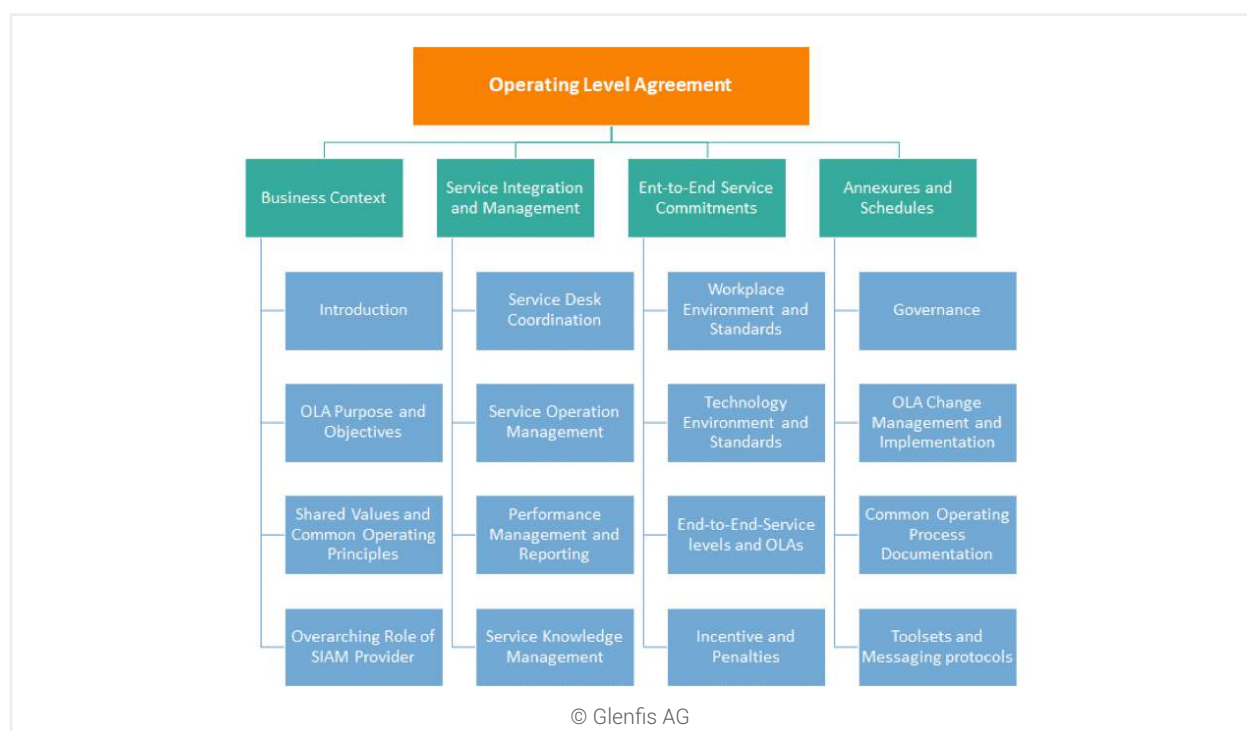 Operating Level Agreement
Business Context
Service Integration
and Management
Ent-to-End Service
Commitments
Annexures and
Schedules
Introduction
Service Desk
Coordination
Workplace
Environment and
Standards
Governance
OLA Purpose and
Objectives
Service Operation
Management
Technology
Environment and
Standards
OLA Change
Management and
Implementation
Shared Values and
Common Operating
Principles
Performance
Management and
Reporting
End-to-End-Service
levels and OLAs
Common Operating
Process
Documentation
Overarching Role of
SIAM Provider
Service Knowledge
Management
Incentive and
Penalties
Toolsets and
Messaging protocols
© Glenfis AG